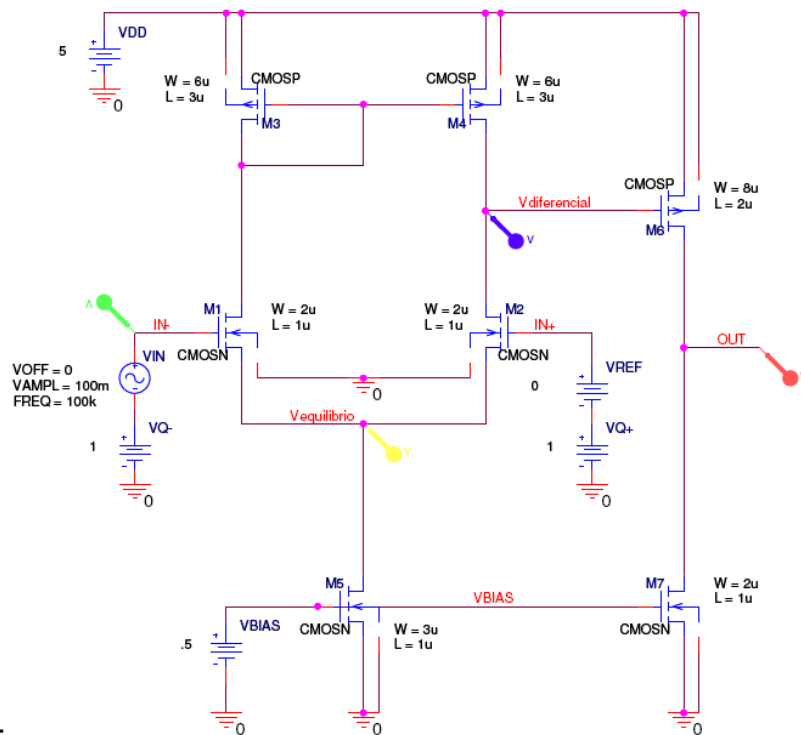 VDD
5
0
W = 6u
L = 3u
CMOSP
M3
CMOSP
M4
W = 6u
L = 3u
CMOSP
M6
W = 8u
L = 2u
Vdiferencial
V
A
IN-
M1
CMOSN
W = 2u
L = 1u
W = 2u
L = 1u
M2
CMOSN
IN+
0
VOFF = 0
VAMPL = 100m
FREQ = 100k
VIN
VQ-
1
0
VREF
0
VQ+
1
0
OUT
Vequilibrio
V
M5
CMOSN
W = 3u
L = 1u
0
VBIAS
VBIAS
.5
0
M7
CMOSN
W = 2u
L = 1u
0